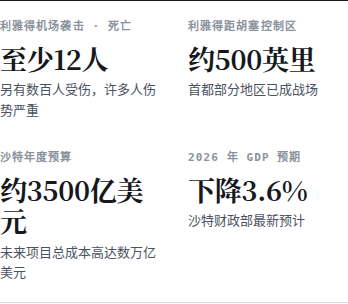 利雅得机场袭击 · 死亡
至少12人
另有数百人受伤，许多人伤
势严重
利雅得距胡塞控制区
约500英里
首都部分地区已成战场
沙特年度预算
约3500亿美
元
未来项目总成本高达数万亿
美元
2026 年 GDP 预期
下降3.6%
沙特财政部最新预计